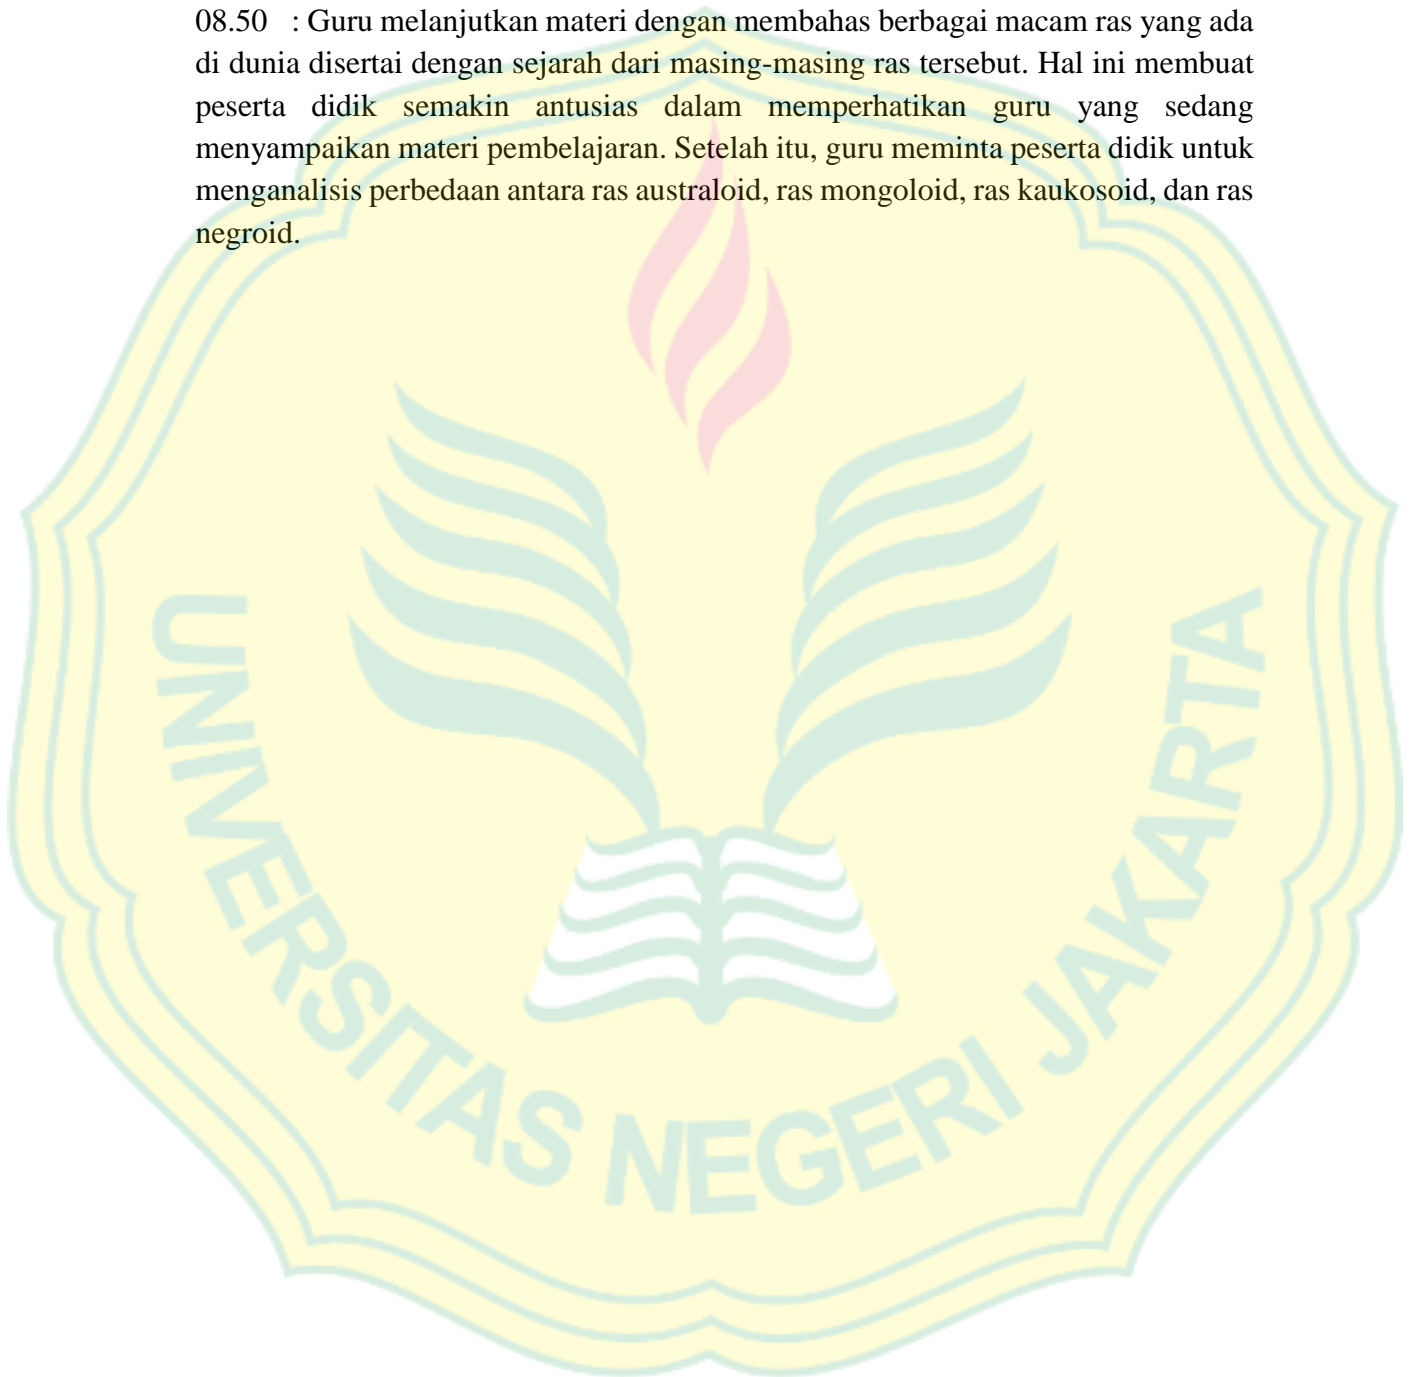 08.50 : Guru melanjutkan materi dengan membahas berbagai macam ras yang ada
di dunia disertai dengan sejarah dari masing-masing ras tersebut. Hal ini membuat
peserta didik semakin antusias dalam memperhatikan guru yang sedang
menyampaikan materi pembelajaran. Setelah itu, guru meminta peserta didik untuk
menganalisis perbedaan antara ras australoid, ras mongoloid, ras kaukosoid, dan ras
negroid.
UNIVERSITAS NEGERI JAKARTA